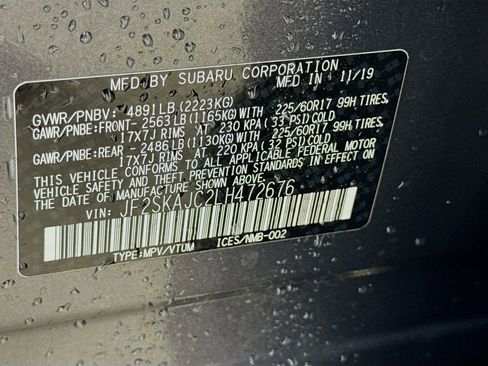 MFD.BY SUBARU CORPORATION
MFD.IN 11/19
GVWR/PNBV: 4891LB(2223KG)
GAWR/PNBE:FRONT-2563LB(1165KG)WITH 225/60R17 99H TIRES,
17x7J RIMS AT 230 KPA(33 PSI)COLD
GAWR/PNBE:REAR-2486LB(1130KG)WITH 225/60R17 99H TIRES,
17x7J RIMS AT 220 KPA(32 PSI)COLD
THIS VEHICLE CONFORMS TO ALL APPLICABLE FEDERAL MOTOR
VEHICLE SAFETY AND THEFT PREVENTION STANDARDS IN EFFECT ON
THE DATE OF MANUFACTURE SHOWN ABOVE.
VIN: JF2SKAJC2LH472676
TYPE:MPV/VTUM ICES/NMB-002